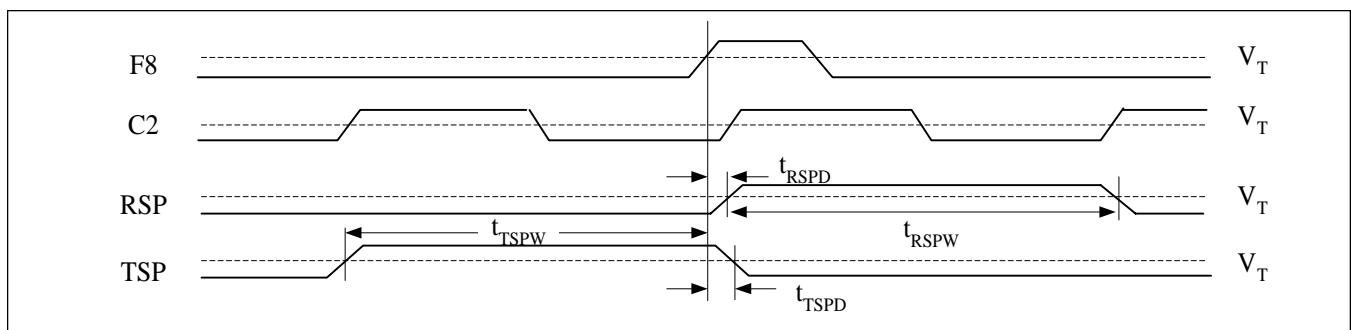 F8 V_T
C2 V_T
t_RSPD
RSP V_T
t_TSPW t_RSPW
TSP V_T
t_TSPD